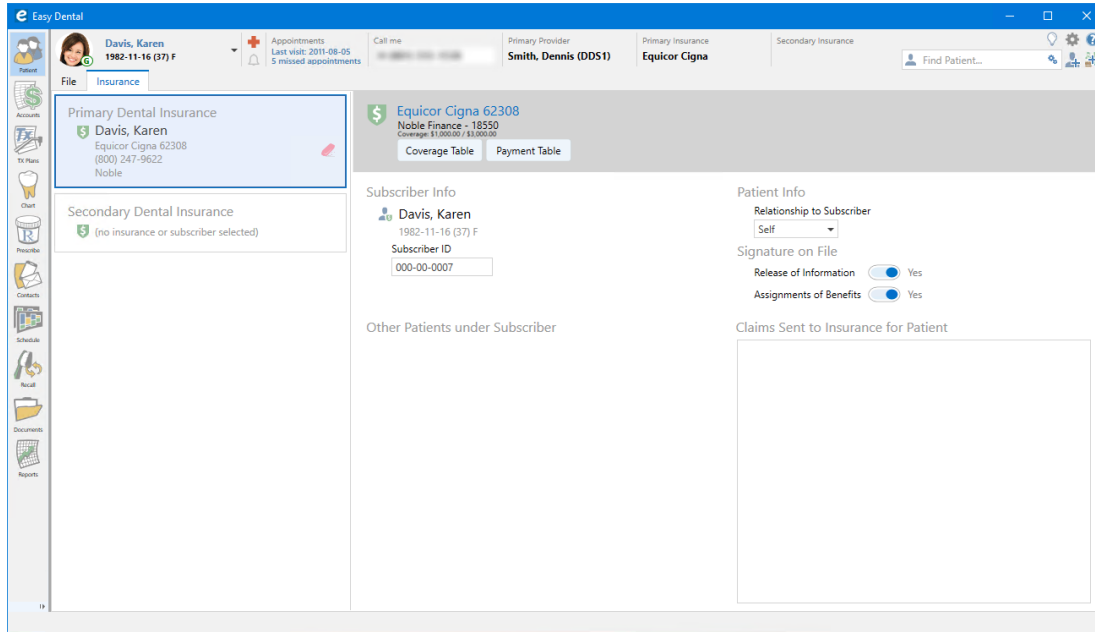 Easy Dental
Davis, Karen
1982-11-16 (37) F
G
Appointments
Last visit: 2011-08-05
5 missed appointments
Call me
Primary Provider
Smith, Dennis (DDS1)
Primary Insurance
Equicor Cigna
Secondary Insurance
Find Patient...
Patient
Accounts
TX Plans
Chart
Prescribe
Contacts
Schedule
Recall
Documents
Reports
File
Insurance
Primary Dental Insurance
Davis, Karen
Equicor Cigna 62308
(800) 247-9622
Noble
Secondary Dental Insurance
(no insurance or subscriber selected)
Equicor Cigna 62308
Noble Finance - 18550
Coverage: $1,000.00 / $3,000.00
Coverage Table
Payment Table
Subscriber Info
Davis, Karen
1982-11-16 (37) F
Subscriber ID
000-00-0007
Patient Info
Relationship to Subscriber
Self
Signature on File
Release of Information
Yes
Assignments of Benefits
Yes
Other Patients under Subscriber
Claims Sent to Insurance for Patient